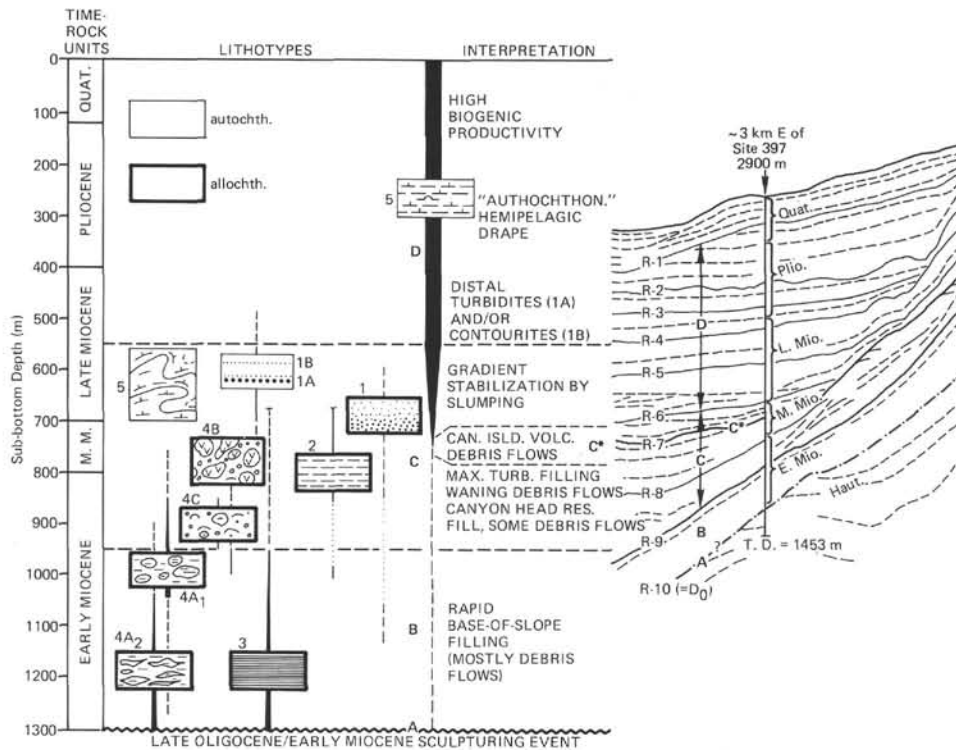 TIME-
ROCK
UNITS
LITHOTYPES
INTERPRETATION
Sub-bottom Depth (m)
0
100
200
300
400
500
600
700
800
900
1000
1100
1200
1300
QUAT.
PLIOCENE
LATE MIOCENE
M. M.
EARLY MIOCENE
autochth.
allochth.
5
5
1B
1A
1
4B
2
4C
4A1
4A2
3
HIGH
BIOGENIC
PRODUCTIVITY
"AUTHOCHTHON."
HEMIPELAGIC
DRAPE
D
DISTAL
TURBIDITES (1A)
AND/OR
CONTOURITES (1B)
GRADIENT
STABILIZATION BY
SLUMPING
CAN. ISLD. VOLC.
DEBRIS FLOWS
C*
C
MAX. TURB. FILLING
WANING DEBRIS FLOWS
CANYON HEAD RES.
FILL, SOME DEBRIS FLOWS
B
RAPID
BASE-OF-SLOPE
FILLING
(MOSTLY DEBRIS
FLOWS)
A
LATE OLIGOCENE/EARLY MIOCENE SCULPTURING EVENT
~3 km E of
Site 397
2900 m
Quat.
R-1
Plio.
R-2
R-3
D
R-4
L. Mio.
R-5
R-6
M. Mio.
C*
R-7
C
E. Mio.
R-8
Haut.
B
R-9
?
A
T. D. = 1453 m
R-10 (=D0)